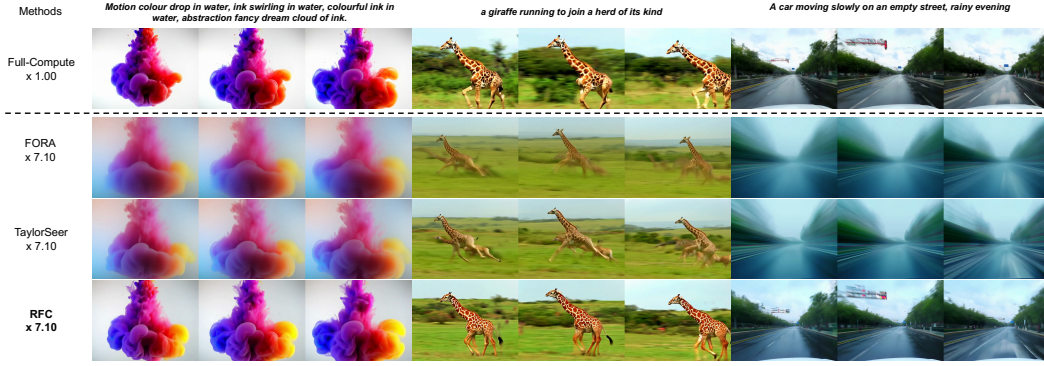 Methods
Motion colour drop in water, ink swirling in water, colourful ink in
water, abstraction fancy dream cloud of ink.
a giraffe running to join a herd of its kind
A car moving slowly on an empty street, rainy evening
Full-Compute
x 1.00
FORA
x 7.10
TaylorSeer
x 7.10
RFC
x 7.10